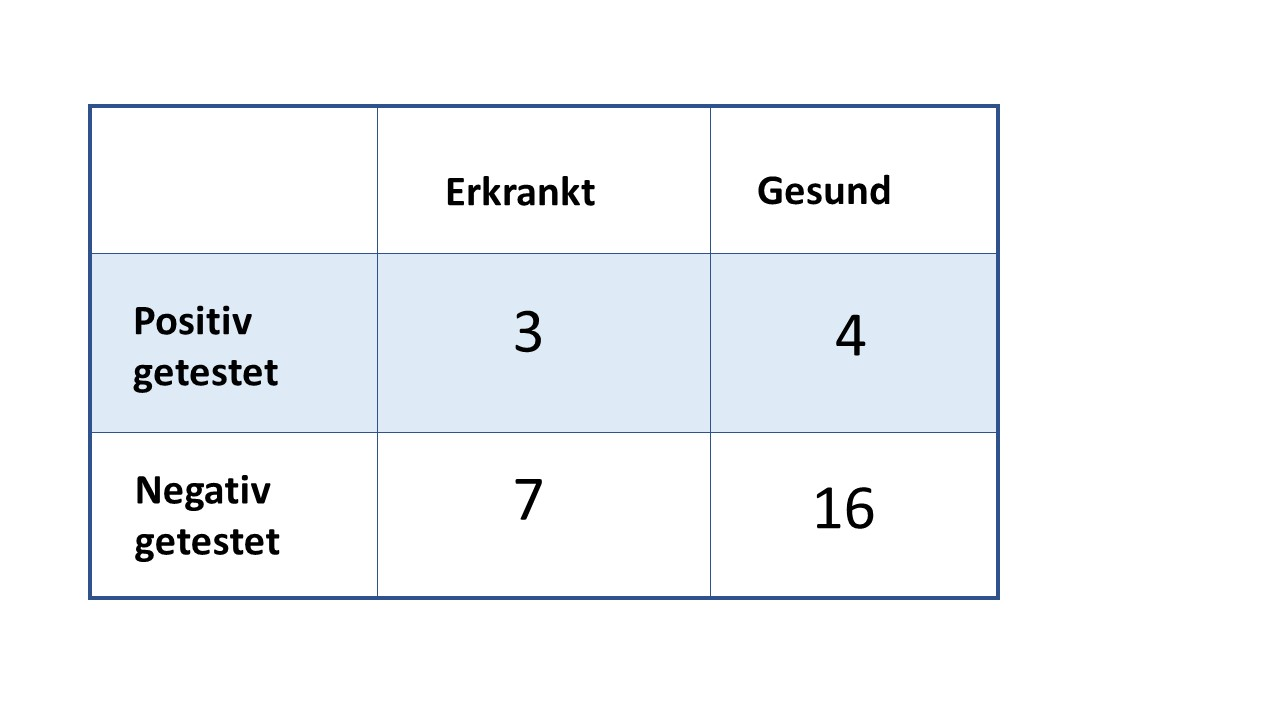 Erkrankt Gesund
Positiv
getestet
3 4
Negativ
getestet
7 16